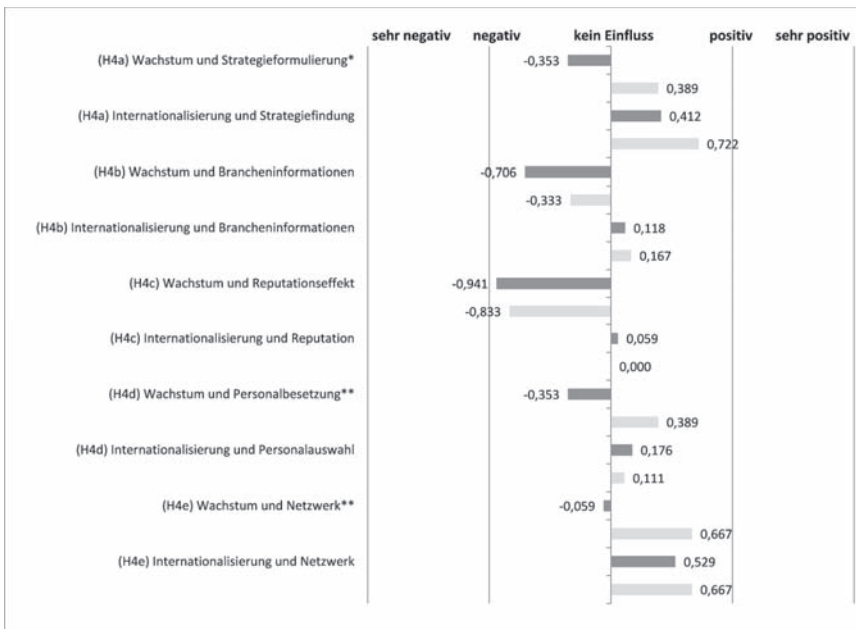 sehr negativ negativ kein Einfluss positiv sehr positiv
(H4a) Wachstum und Strategieformulierung* -0,353
0,389
(H4a) Internationalisierung und Strategiefindung 0,412
0,722
(H4b) Wachstum und Brancheninformationen -0,706
-0,333
(H4b) Internationalisierung und Brancheninformationen 0,118
0,167
(H4c) Wachstum und Reputationseffekt -0,941
-0,833
(H4c) Internationalisierung und Reputation 0,059
0,000
(H4d) Wachstum und Personalbesetzung** -0,353
0,389
(H4d) Internationalisierung und Personalauswahl 0,176
0,111
(H4e) Wachstum und Netzwerk** -0,059
0,667
(H4e) Internationalisierung und Netzwerk 0,529
0,667